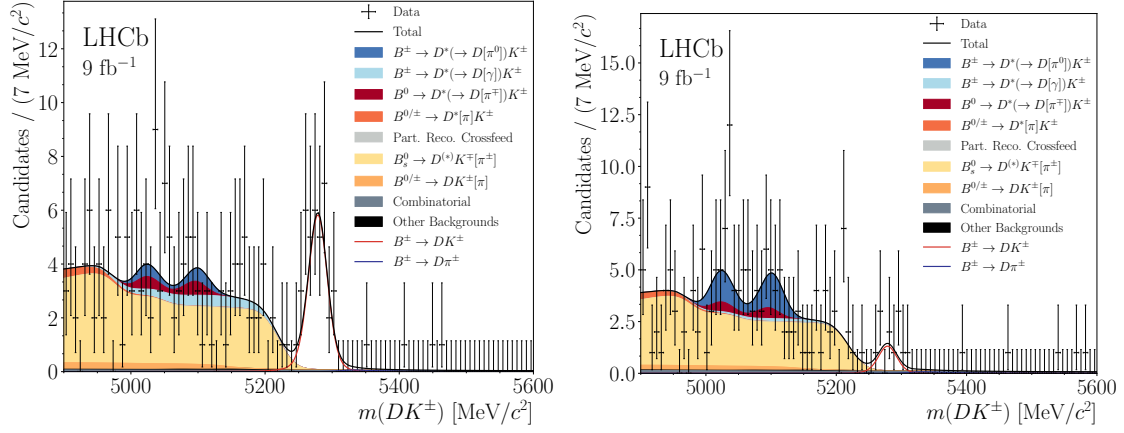 LHCb
9 fb⁻¹
Data
Total
B± → D*(→ D[π⁰])K±
B± → D*(→ D[γ])K±
B⁰ → D*(→ D[π∓])K±
B⁰/± → D*[π]K±
Part. Reco. Crossfeed
B⁰ₛ → D(*)K∓[π±]
B⁰/± → DK±[π]
Combinatorial
Other Backgrounds
B± → DK±
B± → Dπ±
Candidates / (7 MeV/c²)
12
10
8
6
4
2
0
5000 5200 5400 5600
m(DK±) [MeV/c²]
LHCb
9 fb⁻¹
Data
Total
B± → D*(→ D[π⁰])K±
B± → D*(→ D[γ])K±
B⁰ → D*(→ D[π∓])K±
B⁰/± → D*[π]K±
Part. Reco. Crossfeed
B⁰ₛ → D(*)K∓[π±]
B⁰/± → DK±[π]
Combinatorial
Other Backgrounds
B± → DK±
B± → Dπ±
Candidates / (7 MeV/c²)
15.0
12.5
10.0
7.5
5.0
2.5
0.0
5000 5200 5400 5600
m(DK±) [MeV/c²]